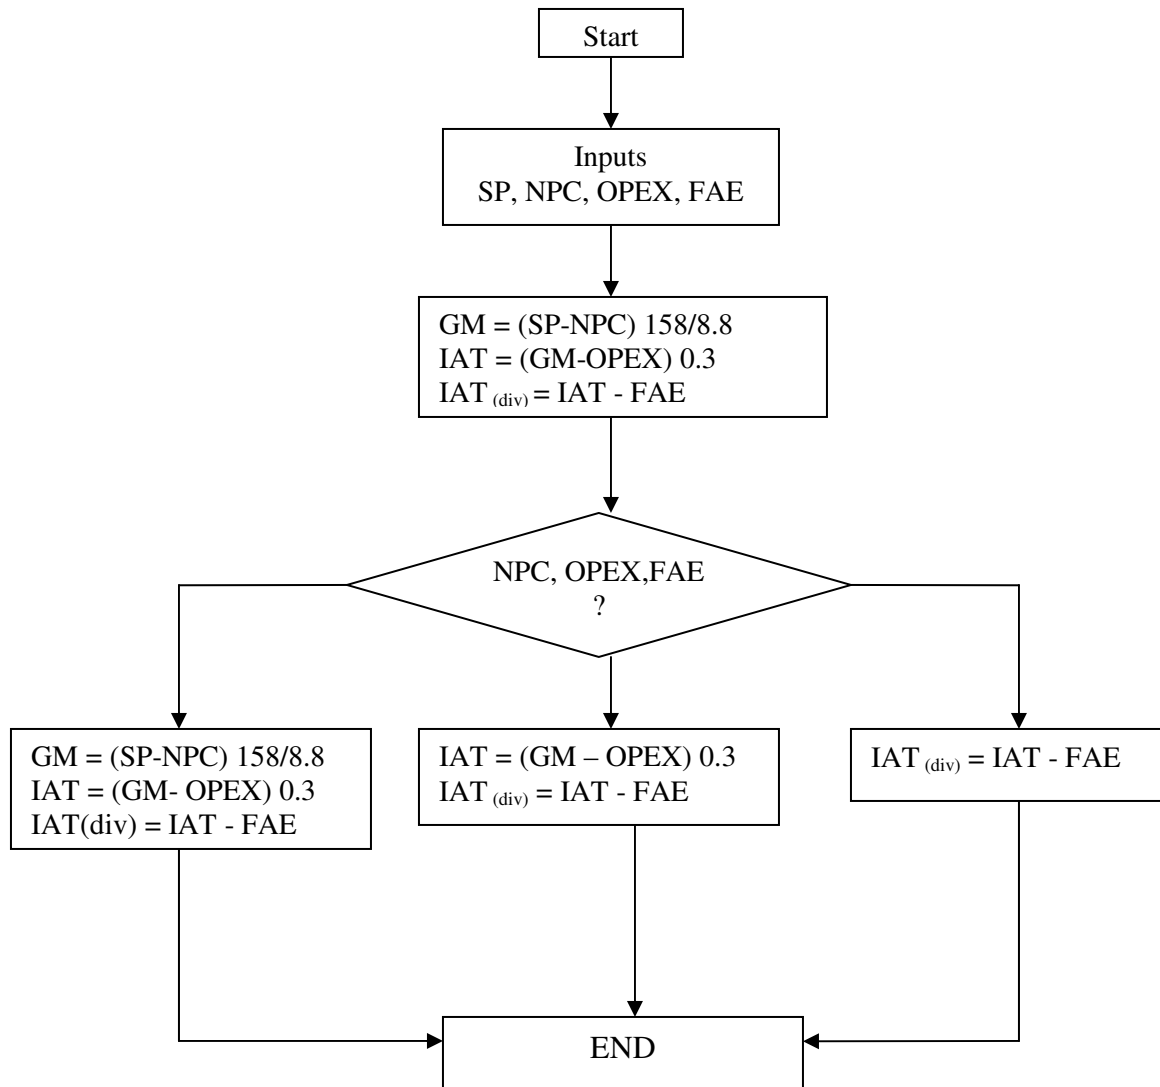 Start
Inputs
SP, NPC, OPEX, FAE
GM = (SP-NPC) 158/8.8
IAT = (GM-OPEX) 0.3
IAT (div) = IAT - FAE
NPC, OPEX,FAE
?
GM = (SP-NPC) 158/8.8
IAT = (GM- OPEX) 0.3
IAT(div) = IAT - FAE
IAT = (GM – OPEX) 0.3
IAT (div) = IAT - FAE
IAT (div) = IAT - FAE
END